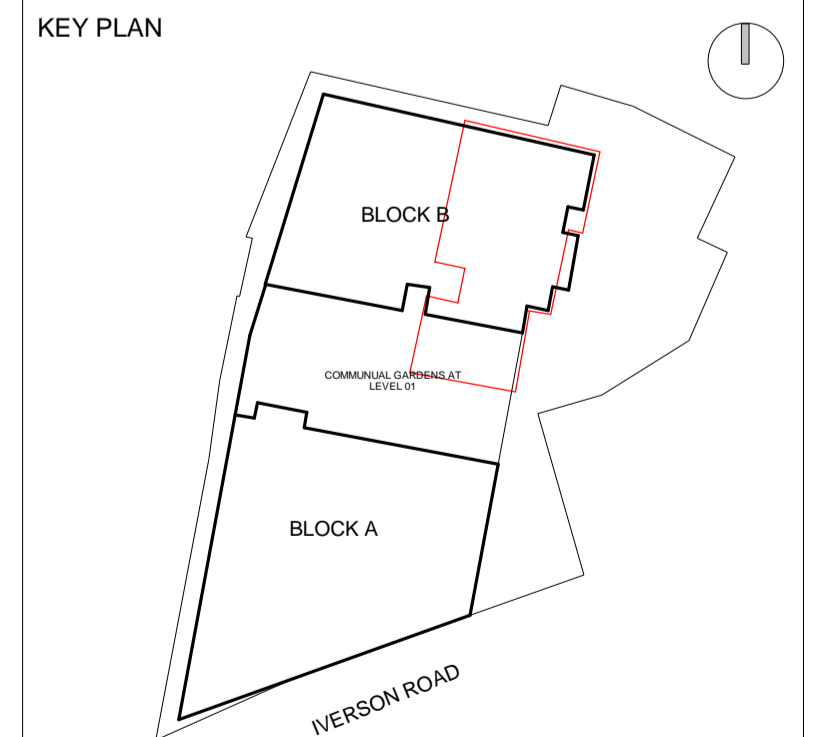 KEY PLAN
BLOCK B
COMMUNUAL GARDENS AT
LEVEL 01
BLOCK A
IVERSON ROAD